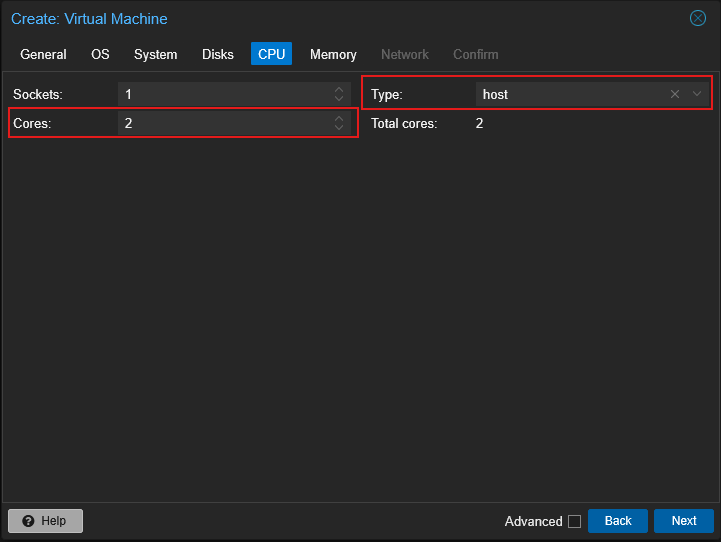 Create: Virtual Machine
General OS System Disks CPU Memory Network Confirm
Sockets: 1 Type: host
Cores: 2 Total cores: 2
? Help Advanced Back Next